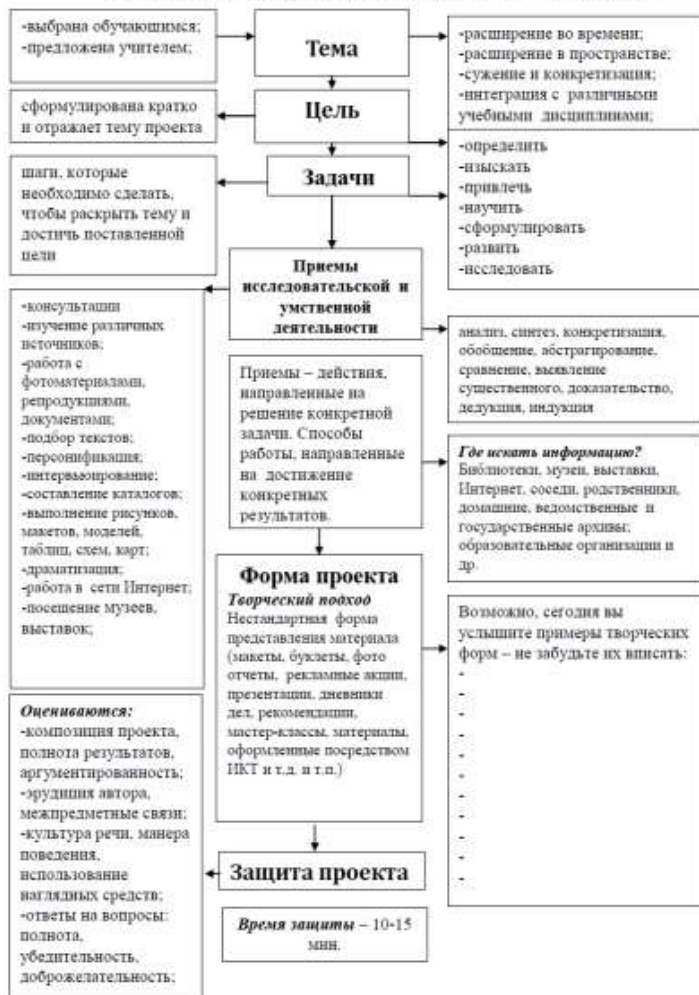 -выбрана обучающимся;
-предложена учителем;
Тема
-расширение во времени;
-расширение в пространстве;
-сужение и конкретизация;
-интеграция с различными
учебными дисциплинами;
сформулирована кратко
и отражает тему проекта
Цель
шаги, которые
необходимо сделать,
чтобы раскрыть тему и
достичь поставленной
цели
Задачи
-определить
-изыскать
-привлечь
-научить
-сформулировать
-развить
-исследовать
Приемы
исследовательской и
умственной
деятельности
-консультации
-изучение различных
источников;
-работа с
фотоматериалами,
репродукциями,
документами;
-подбор текстов;
-персонификация;
-интервьюирование;
-составление каталогов;
-выполнение рисунков,
макетов, моделей,
таблиц, схем, карт;
-драматизация;
-работа в сети Интернет;
-посещение музеев,
выставок;
анализ, синтез, конкретизация,
обобщение, абстрагирование,
сравнение, выявление
существенного, доказательство,
дедукция, индукция
Приемы – действия,
направленные на
решение конкретной
задачи. Способы
работы, направленные
на достижение
конкретных
результатов.
Где искать информацию?
Библиотеки, музеи, выставки,
Интернет, соседи, родственники,
домашние, ведомственные и
государственные архивы;
образовательные организации и
др.
Форма проекта
Творческий подход
Нестандартная форма
представления материала
(макеты, буклеты, фото
отчеты, рекламные акции,
презентации, дневники
дел, рекомендации,
мастер-классы, материалы,
оформленные посредством
ИКТ и т.д. и т.п.)
Возможно, сегодня вы
услышите примеры творческих
форм – не забудьте их вписать:
-
-
-
-
-
-
-
-
-
-
-
Оцениваются:
-композиция проекта,
полнота результатов,
аргументированность;
-эрудиция автора,
межпредметные связи;
-культура речи, манера
поведения,
использование
наглядных средств;
-ответы на вопросы:
полнота,
убедительность,
доброжелательность;
Защита проекта
Время защиты – 10-15
мин.